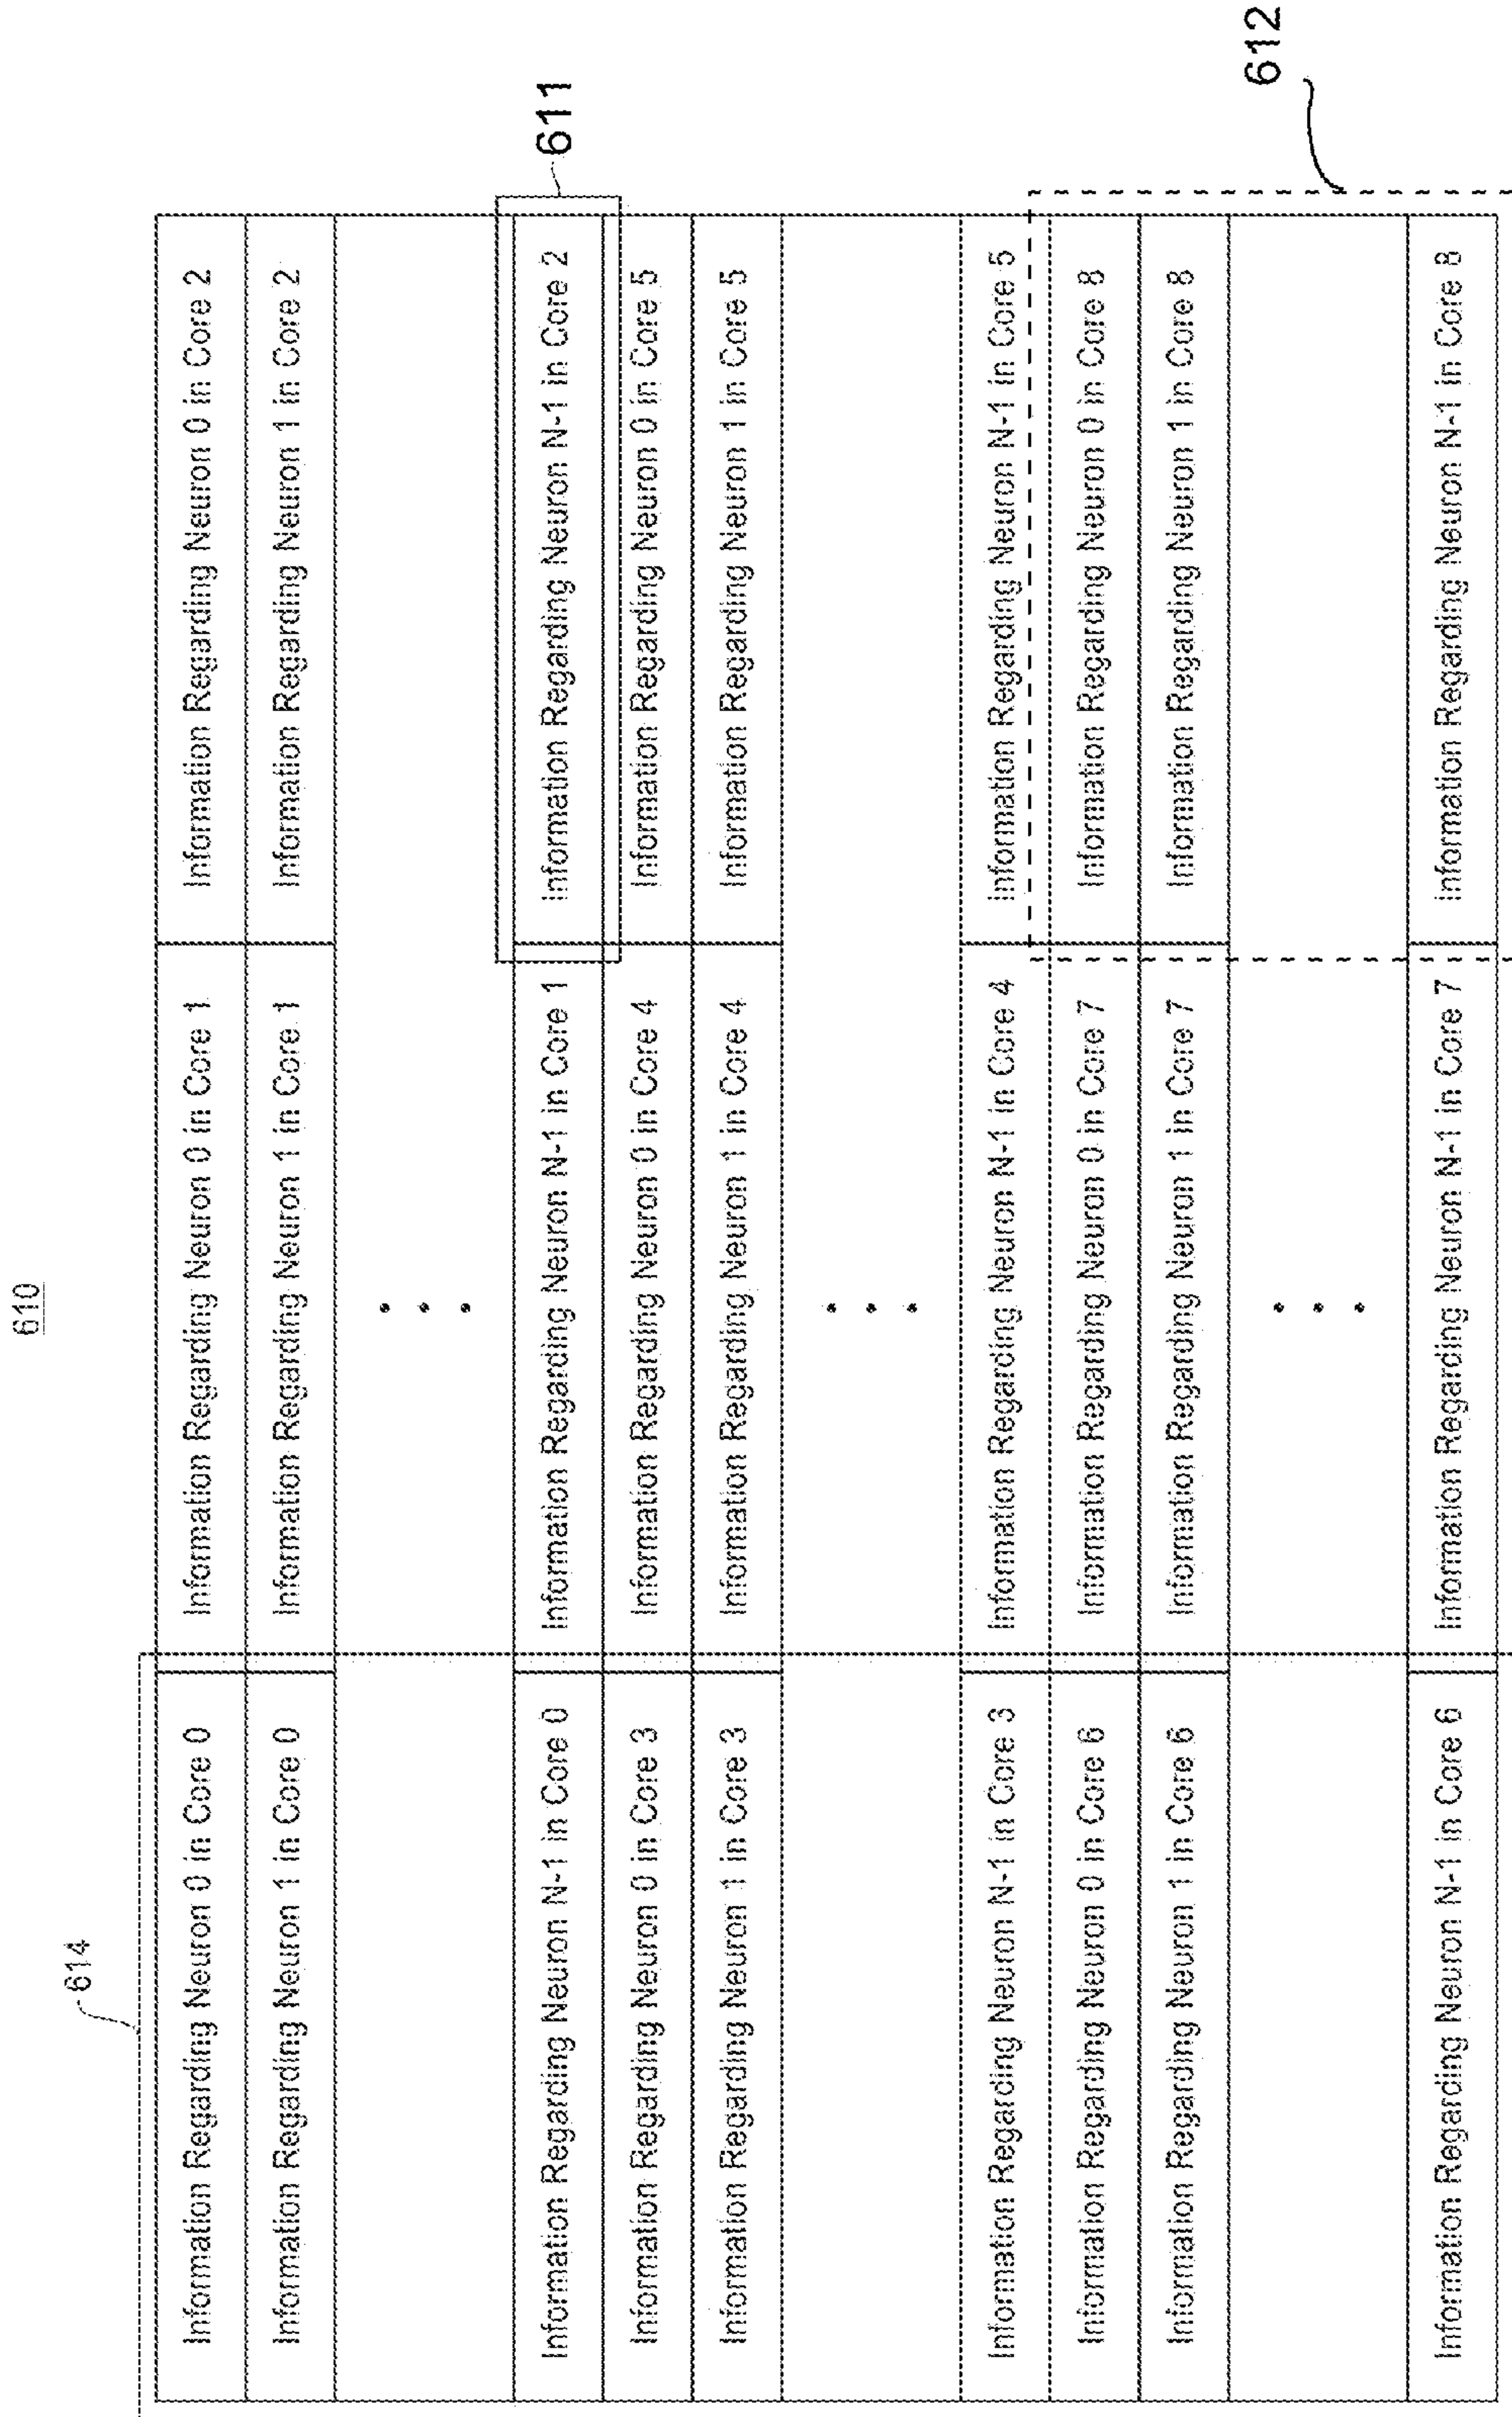 610
614
Information Regarding Neuron 0 in Core 0
Information Regarding Neuron 0 in Core 1
Information Regarding Neuron 0 in Core 2
Information Regarding Neuron 1 in Core 0
Information Regarding Neuron 1 in Core 1
Information Regarding Neuron 1 in Core 2
611
Information Regarding Neuron N-1 in Core 0
Information Regarding Neuron N-1 in Core 1
Information Regarding Neuron N-1 in Core 2
Information Regarding Neuron 0 in Core 3
Information Regarding Neuron 0 in Core 4
Information Regarding Neuron 0 in Core 5
Information Regarding Neuron 1 in Core 3
Information Regarding Neuron 1 in Core 4
Information Regarding Neuron 1 in Core 5
Information Regarding Neuron N-1 in Core 3
Information Regarding Neuron N-1 in Core 4
Information Regarding Neuron N-1 in Core 5
Information Regarding Neuron 0 in Core 6
Information Regarding Neuron 0 in Core 7
Information Regarding Neuron 0 in Core 8
Information Regarding Neuron 1 in Core 6
Information Regarding Neuron 1 in Core 7
Information Regarding Neuron 1 in Core 8
612
Information Regarding Neuron N-1 in Core 6
Information Regarding Neuron N-1 in Core 7
Information Regarding Neuron N-1 in Core 8